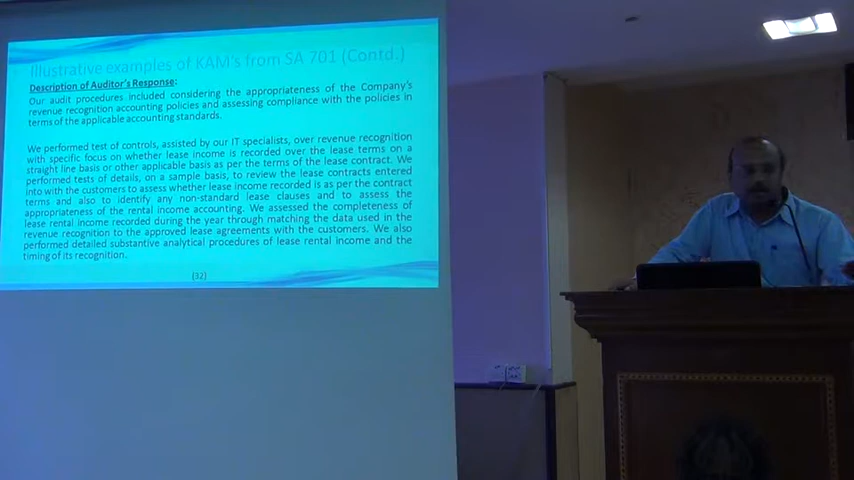 Illustrative examples of KAM's from SA 701 (Contd.)
Description of Auditor's Response:
Our audit procedures included considering the appropriateness of the Company's
revenue recognition accounting policies and assessing compliance with the policies in
terms of the applicable accounting standards.
We performed test of controls, assisted by our IT specialists, over revenue recognition
with specific focus on whether lease income is recorded over the lease terms on a
straight line basis or other applicable basis as per the terms of the lease contract. We
performed tests of details, on a sample basis, to review the lease contracts entered
into with the customers to assess whether lease income recorded is as per the contract
terms and also to identify any non-standard lease clauses and to assess the
appropriateness of the rental income accounting. We assessed the completeness of
lease rental income recorded during the year through matching the data used in the
revenue recognition to the approved lease agreements with the customers. We also
performed detailed substantive analytical procedures of lease rental income and the
timing of its recognition.
(32)